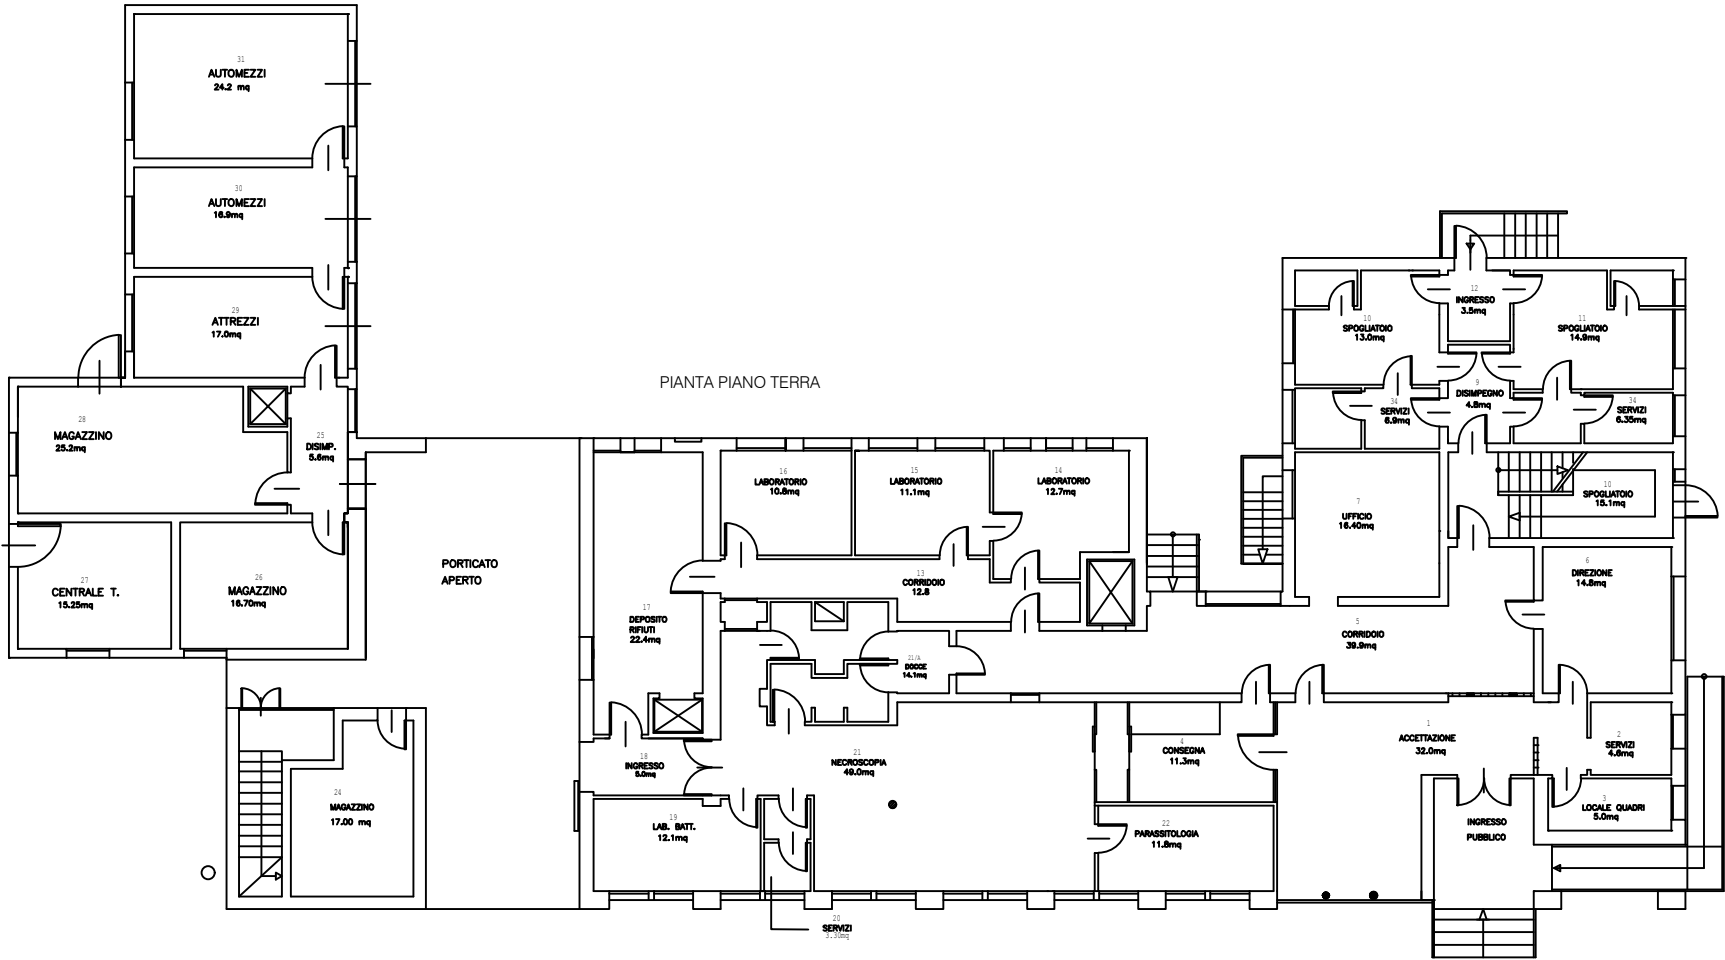 31
AUTOMEZZI
24.2 mq
30
AUTOMEZZI
16.9mq
29
ATTREZZI
17.0mq
28
MAGAZZINO
25.2mq
25
DISIMP.
5.6mq
27
CENTRALE T.
15.25mq
26
MAGAZZINO
16.70mq
24
MAGAZZINO
17.00 mq
PORTICATO
APERTO
PIANTA PIANO TERRA
16
LABORATORIO
10.8mq
15
LABORATORIO
11.1mq
14
LABORATORIO
12.7mq
13
CORRIDOIO
12.8
17
DEPOSITO
RIFIUTI
22.4mq
21/A
DOCCE
14.1mq
18
INGRESSO
5.0mq
21
NECROSCOPIA
49.0mq
19
LAB. BATT.
12.1mq
20
SERVIZI
3.30mq
4
CONSEGNA
11.3mq
22
PARASSITOLOGIA
11.8mq
12
INGRESSO
3.5mq
10
SPOGLIATOIO
13.0mq
11
SPOGLIATOIO
14.9mq
9
DISIMPEGNO
4.8mq
34
SERVIZI
6.9mq
34
SERVIZI
6.35mq
7
UFFICIO
16.40mq
10
SPOGLIATOIO
15.1mq
6
DIREZIONE
14.8mq
5
CORRIDOIO
39.9mq
1
ACCETTAZIONE
32.0mq
2
SERVIZI
4.6mq
3
LOCALE QUADRI
5.0mq
INGRESSO
PUBBLICO